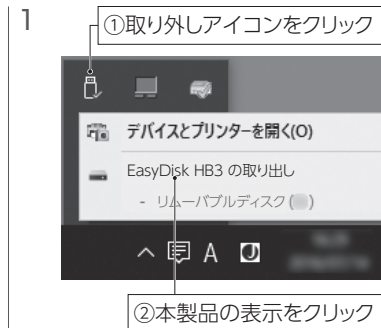 1
①取り外しアイコンをクリック
デバイスとプリンターを開く(O)
EasyDisk HB3 の取り出し
- リムーバブルディスク ( )
A
②本製品の表示をクリック